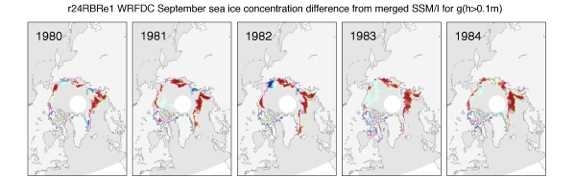 r24RBRe1 WRFDC September sea ice concentration difference from merged SSM/I for g(h>0.1m)
1980 1981 1982 1983 1984